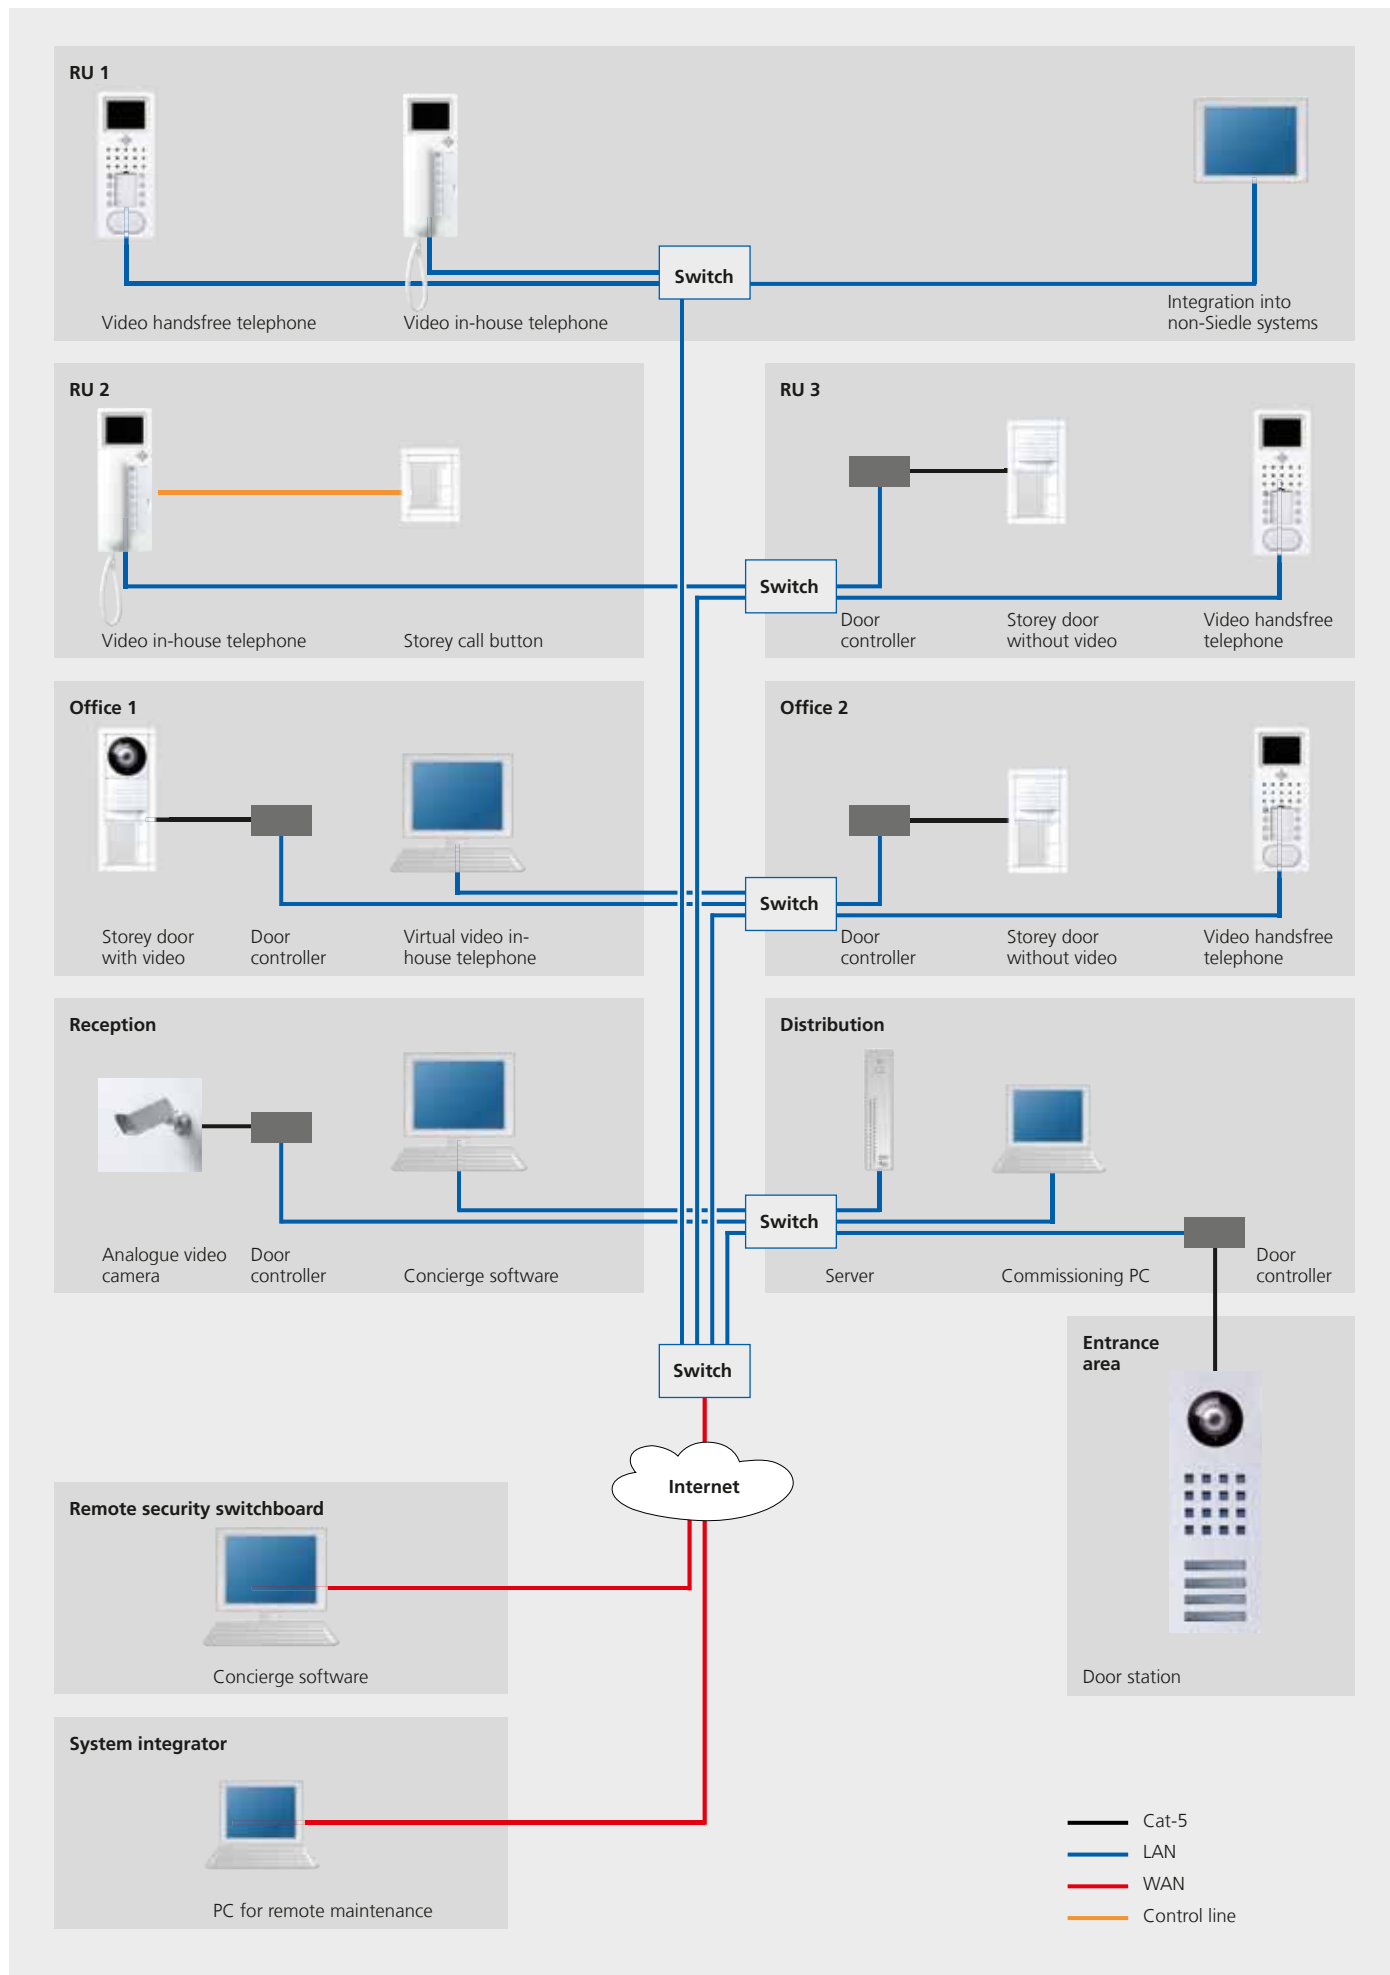 RU 1
Switch
Video handsfree telephone
Video in-house telephone
Integration into
non-Siedle systems
RU 2
Video in-house telephone
Storey call button
RU 3
Switch
Door
controller
Storey door
without video
Video handsfree
telephone
Office 1
Storey door
with video
Door
controller
Virtual video in-
house telephone
Office 2
Switch
Door
controller
Storey door
without video
Video handsfree
telephone
Reception
Analogue video
camera
Door
controller
Concierge software
Distribution
Switch
Server
Commissioning PC
Door
controller
Entrance
area
Door station
Switch
Internet
Remote security switchboard
Concierge software
System integrator
PC for remote maintenance
Cat-5
LAN
WAN
Control line